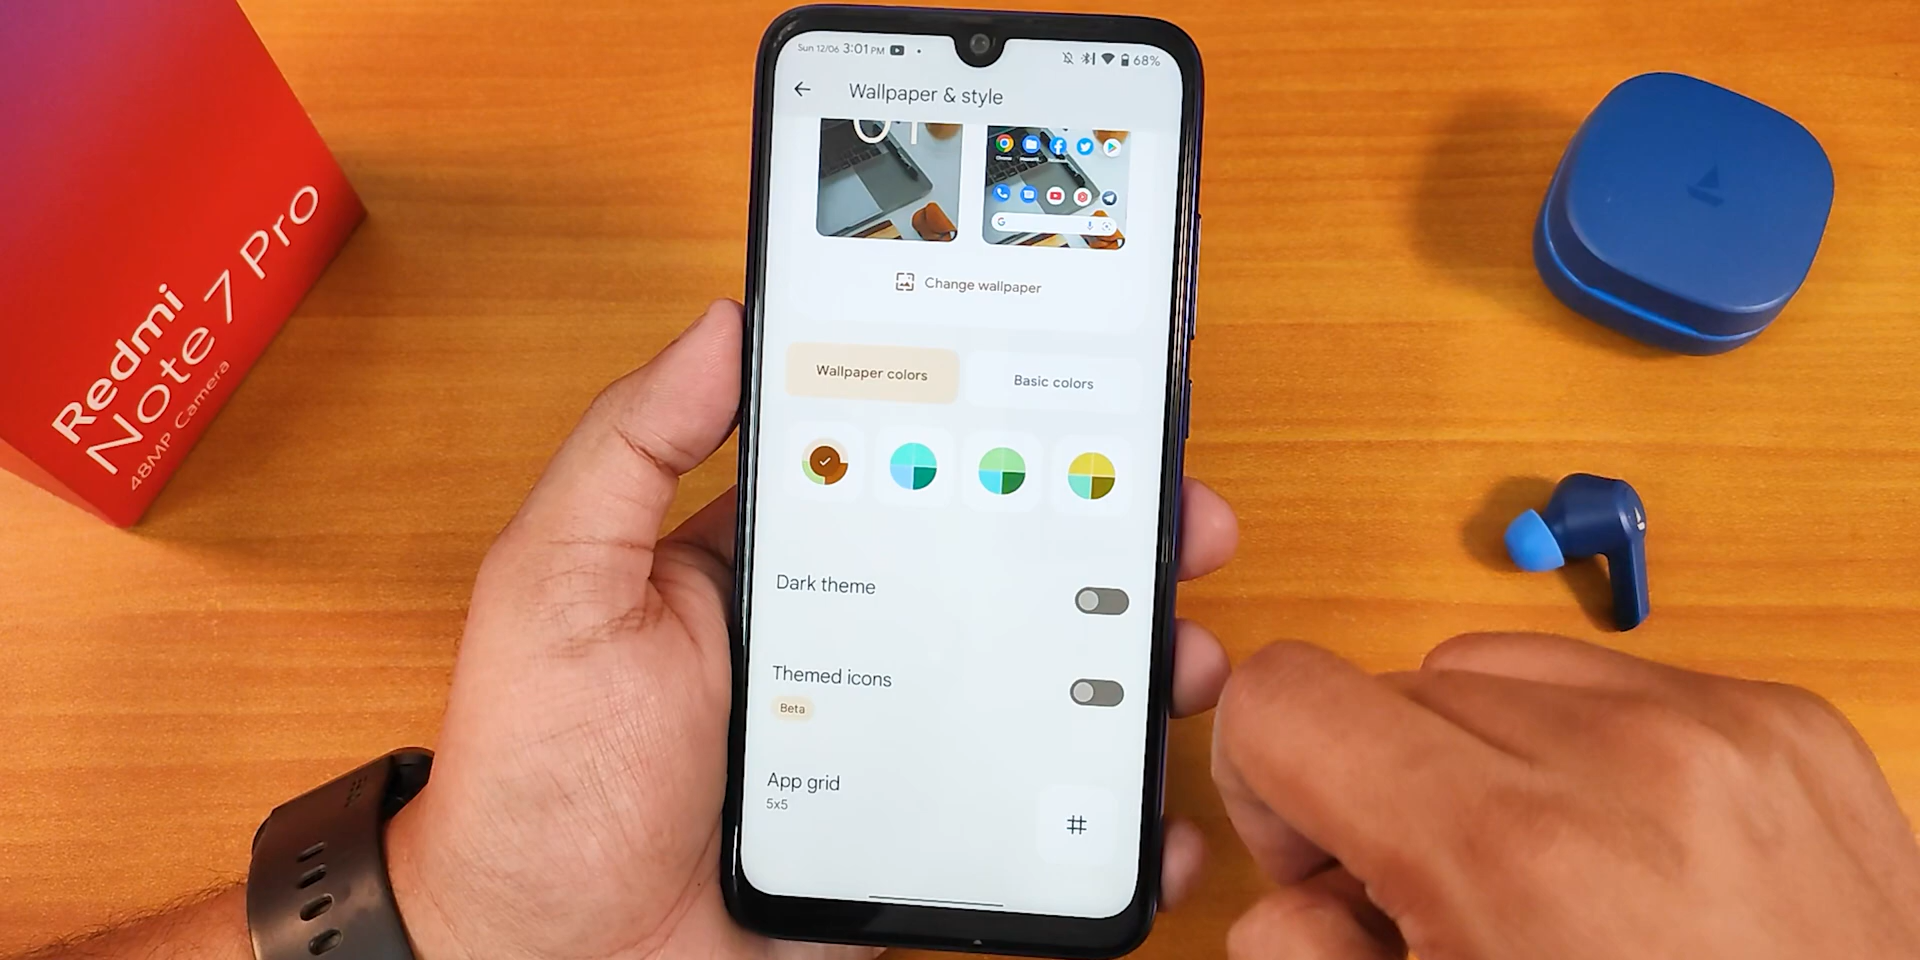 Redmi
Note 7 Pro
48MP Camera
Sun 12/06 3:01 PM
68%
Wallpaper & style
G
Change wallpaper
Wallpaper colors
Basic colors
Dark theme
Themed icons
Beta
App grid
5x5